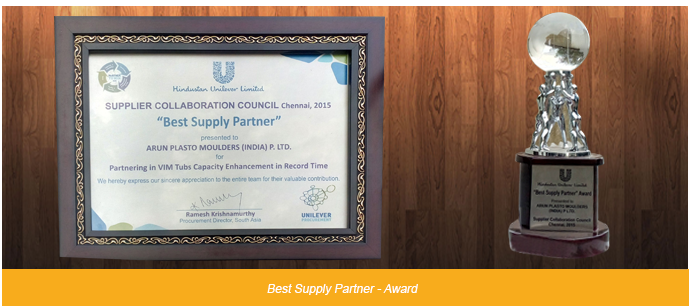 Hindustan Unilever Limited
SUPPLIER COLLABORATION COUNCIL Chennai, 2015
"Best Supply Partner"
presented to
ARUN PLASTO MOULDERS (INDIA) P. LTD.
for
Partnering in VIM Tubs Capacity Enhancement in Record Time
We hereby express our sincere appreciation to the entire team for their valuable contribution.
Ramesh Krishnamurthy
Procurement Director, South Asia
UNILEVER
PROCUREMENT
Hindustan Unilever Limited
"Best Supply Partner" Award
Presented to
ARUN PLASTO MOULDERS
(INDIA) P LTD.
Supplier Collaboration Council
Chennai, 2015
Best Supply Partner - Award